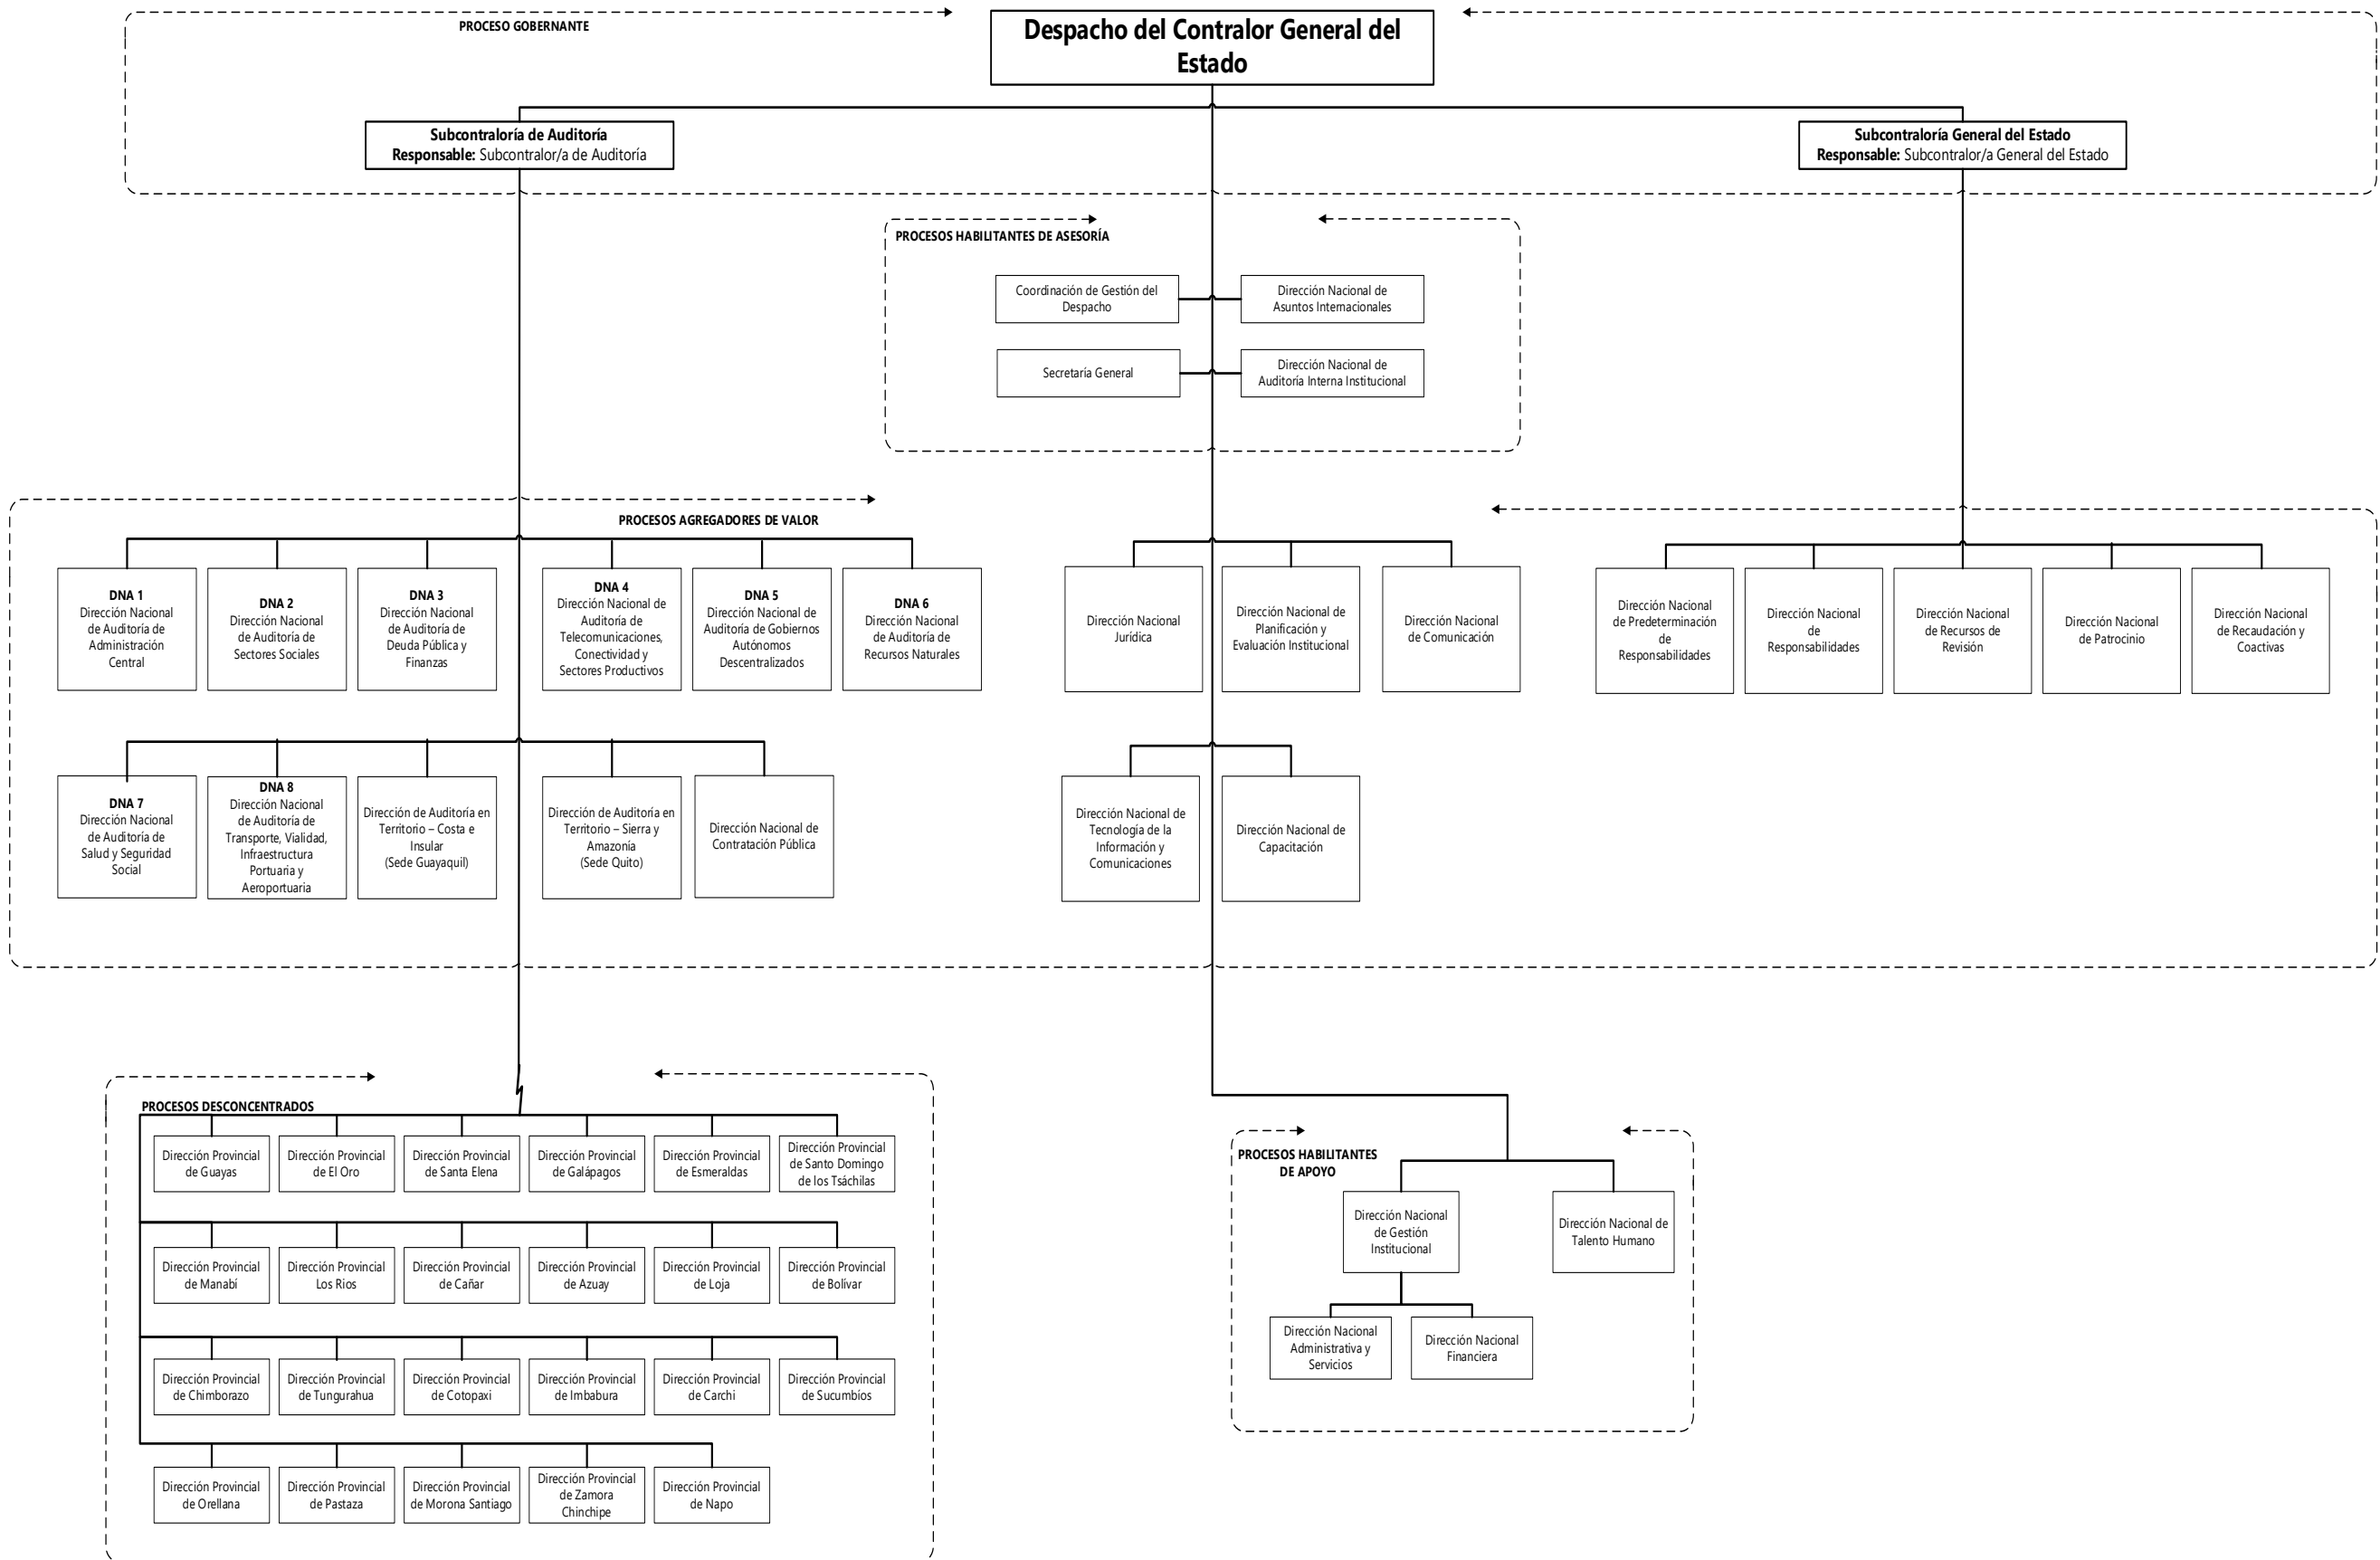 PROCESO GOBERNANTE
Despacho del Contralor General del
Estado
Subcontraloría de Auditoría
Responsable: Subcontralor/a de Auditoría
Subcontraloría General del Estado
Responsable: Subcontralor/a General del Estado
PROCESOS HABILITANTES DE ASESORÍA
Coordinación de Gestión del
Despacho
Dirección Nacional de
Asuntos Internacionales
Secretaría General
Dirección Nacional de
Auditoría Interna Institucional
PROCESOS AGREGADORES DE VALOR
DNA 1
Dirección Nacional
de Auditoría de
Administración
Central
DNA 2
Dirección Nacional
de Auditoría de
Sectores Sociales
DNA 3
Dirección Nacional
de Auditoría de
Deuda Pública y
Finanzas
DNA 4
Dirección Nacional de
Auditoría de
Telecomunicaciones,
Conectividad y
Sectores Productivos
DNA 5
Dirección Nacional de
Auditoría de Gobiernos
Autónomos
Descentralizados
DNA 6
Dirección Nacional
de Auditoría de
Recursos Naturales
Dirección Nacional
Jurídica
Dirección Nacional de
Planificación y
Evaluación Institucional
Dirección Nacional
de Comunicación
Dirección Nacional
de Predeterminación
de
Responsabilidades
Dirección Nacional
de
Responsabilidades
Dirección Nacional
de Recursos de
Revisión
Dirección Nacional
de Patrocinio
Dirección Nacional
de Recaudación y
Coactivas
DNA 7
Dirección Nacional
de Auditoría de
Salud y Seguridad
Social
DNA 8
Dirección Nacional
de Auditoría de
Transporte, Vialidad,
Infraestructura
Portuaria y
Aeroportuaria
Dirección de Auditoría en
Territorio – Costa e
Insular
(Sede Guayaquil)
Dirección de Auditoría en
Territorio – Sierra y
Amazonía
(Sede Quito)
Dirección Nacional de
Contratación Pública
Dirección Nacional de
Tecnología de la
Información y
Comunicaciones
Dirección Nacional de
Capacitación
PROCESOS DESCONCENTRADOS
Dirección Provincial
de Guayas
Dirección Provincial
de El Oro
Dirección Provincial
de Santa Elena
Dirección Provincial
de Galápagos
Dirección Provincial
de Esmeraldas
Dirección Provincial
de Santo Domingo
de los Tsáchilas
Dirección Provincial
de Manabí
Dirección Provincial
Los Rios
Dirección Provincial
de Cañar
Dirección Provincial
de Azuay
Dirección Provincial
de Loja
Dirección Provincial
de Bolívar
Dirección Provincial
de Chimborazo
Dirección Provincial
de Tungurahua
Dirección Provincial
de Cotopaxi
Dirección Provincial
de Imbabura
Dirección Provincial
de Carchi
Dirección Provincial
de Sucumbíos
Dirección Provincial
de Orellana
Dirección Provincial
de Pastaza
Dirección Provincial
de Morona Santiago
Dirección Provincial
de Zamora
Chinchipe
Dirección Provincial
de Napo
PROCESOS HABILITANTES
DE APOYO
Dirección Nacional
de Gestión
Institucional
Dirección Nacional de
Talento Humano
Dirección Nacional
Administrativa y
Servicios
Dirección Nacional
Financiera